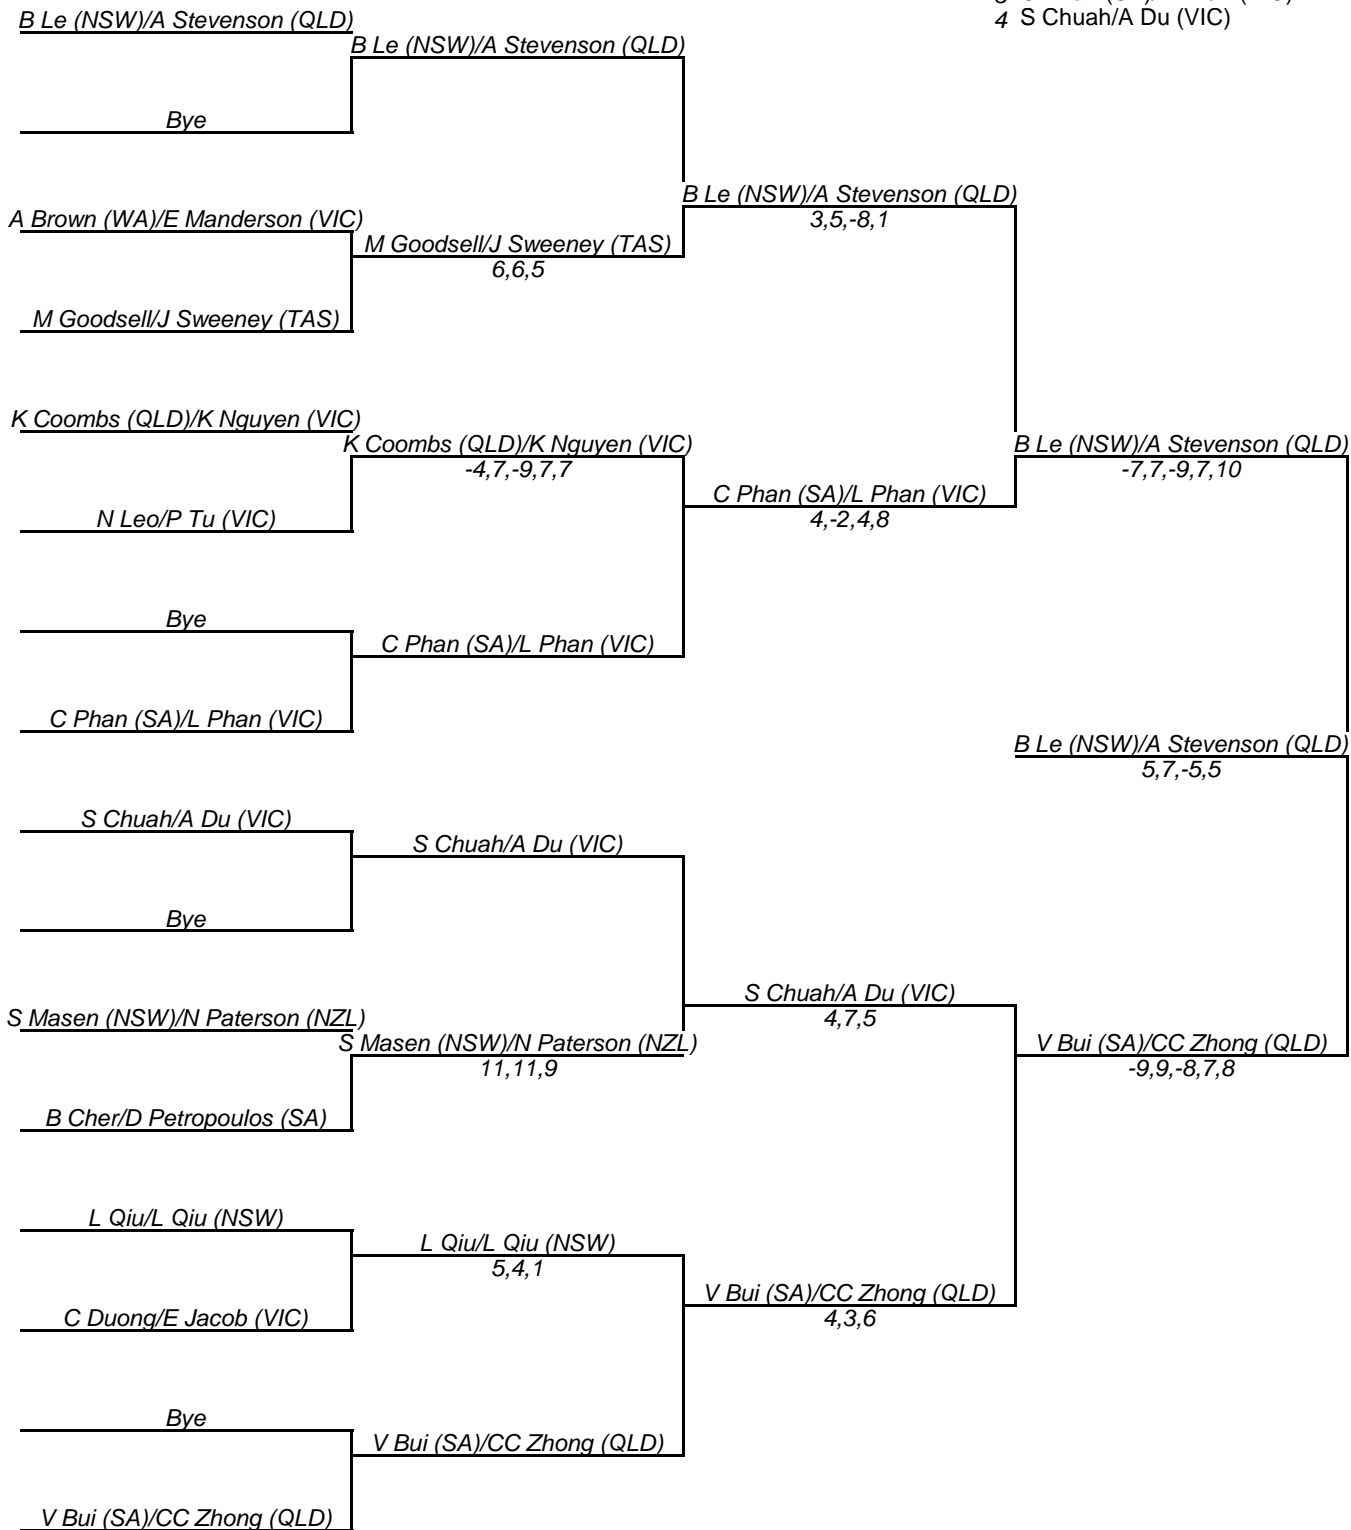 4 S Chuah/A Du (VIC)
B Le (NSW)/A Stevenson (QLD)
B Le (NSW)/A Stevenson (QLD)
Bye
B Le (NSW)/A Stevenson (QLD)
3,5,-8,1
A Brown (WA)/E Manderson (VIC)
M Goodsell/J Sweeney (TAS)
6,6,5
M Goodsell/J Sweeney (TAS)
K Coombs (QLD)/K Nguyen (VIC)
K Coombs (QLD)/K Nguyen (VIC)
-4,7,-9,7,7
B Le (NSW)/A Stevenson (QLD)
-7,7,-9,7,10
C Phan (SA)/L Phan (VIC)
4,-2,4,8
N Leo/P Tu (VIC)
Bye
C Phan (SA)/L Phan (VIC)
C Phan (SA)/L Phan (VIC)
B Le (NSW)/A Stevenson (QLD)
5,7,-5,5
S Chuah/A Du (VIC)
S Chuah/A Du (VIC)
Bye
S Chuah/A Du (VIC)
4,7,5
S Masen (NSW)/N Paterson (NZL)
S Masen (NSW)/N Paterson (NZL)
11,11,9
V Bui (SA)/CC Zhong (QLD)
-9,9,-8,7,8
B Cher/D Petropoulos (SA)
L Qiu/L Qiu (NSW)
L Qiu/L Qiu (NSW)
5,4,1
V Bui (SA)/CC Zhong (QLD)
4,3,6
C Duong/E Jacob (VIC)
Bye
V Bui (SA)/CC Zhong (QLD)
V Bui (SA)/CC Zhong (QLD)